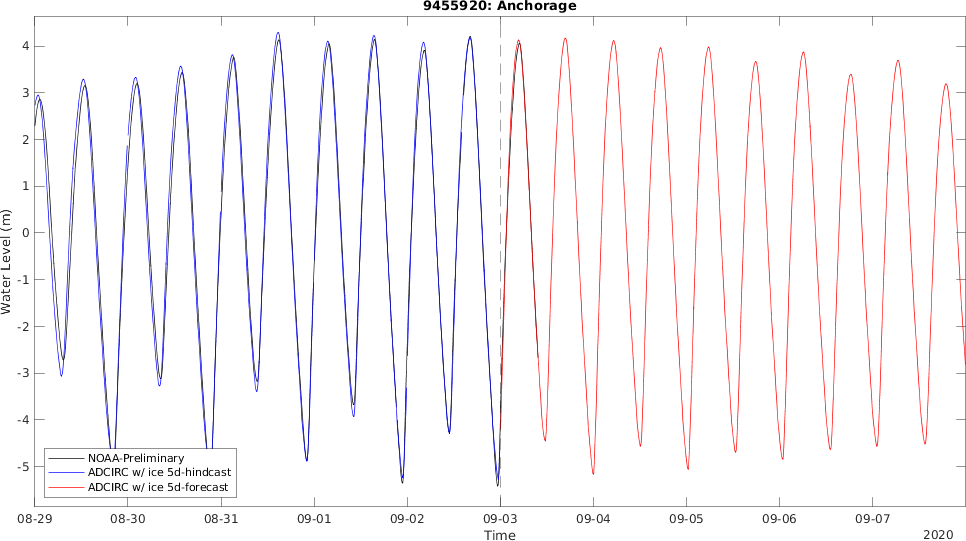 9455920: Anchorage
Water Level (m)
4
3
2
1
0
-1
-2
-3
-4
-5
NOAA-Preliminary
ADCIRC w/ ice 5d-hindcast
ADCIRC w/ ice 5d-forecast
08-29 08-30 08-31 09-01 09-02 09-03 09-04 09-05 09-06 09-07
Time
2020